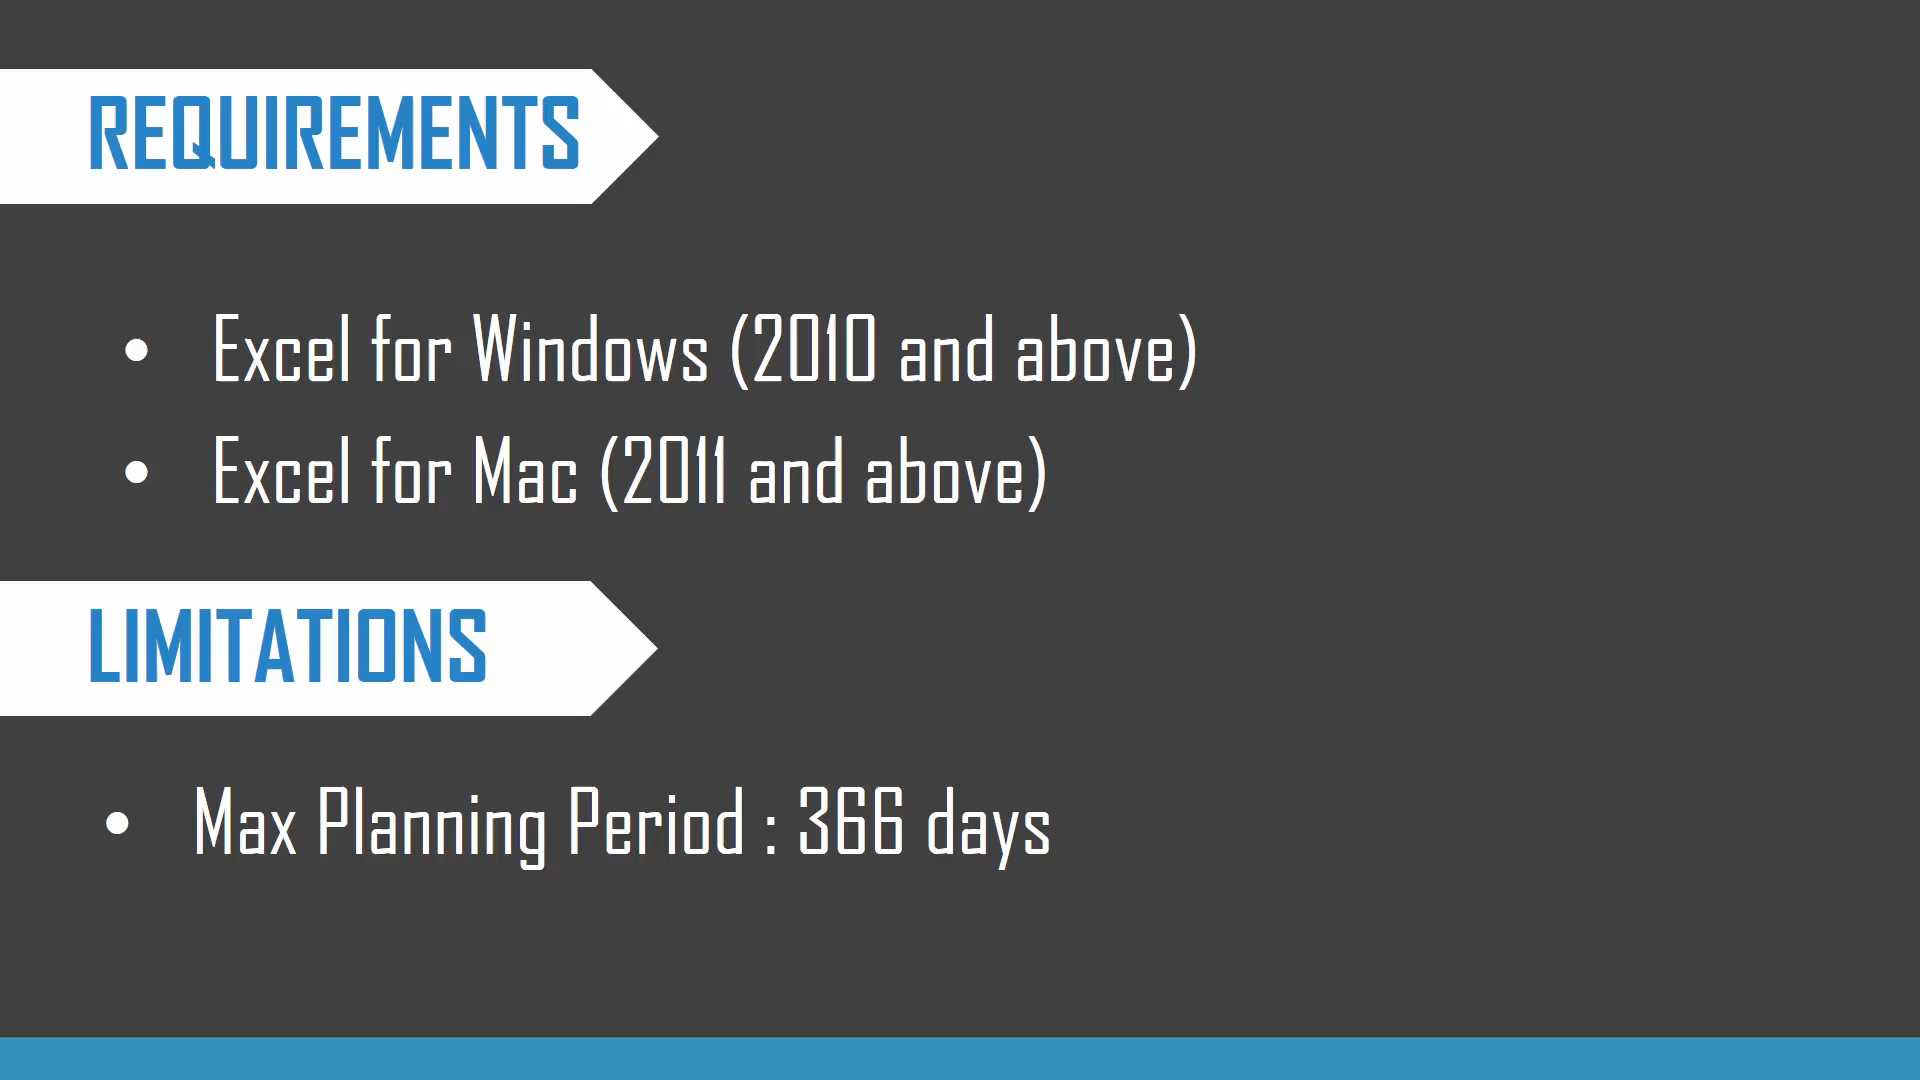 REQUIREMENTS
• Excel for Windows (2010 and above)
• Excel for Mac (2011 and above)
LIMITATIONS
• Max Planning Period : 366 days